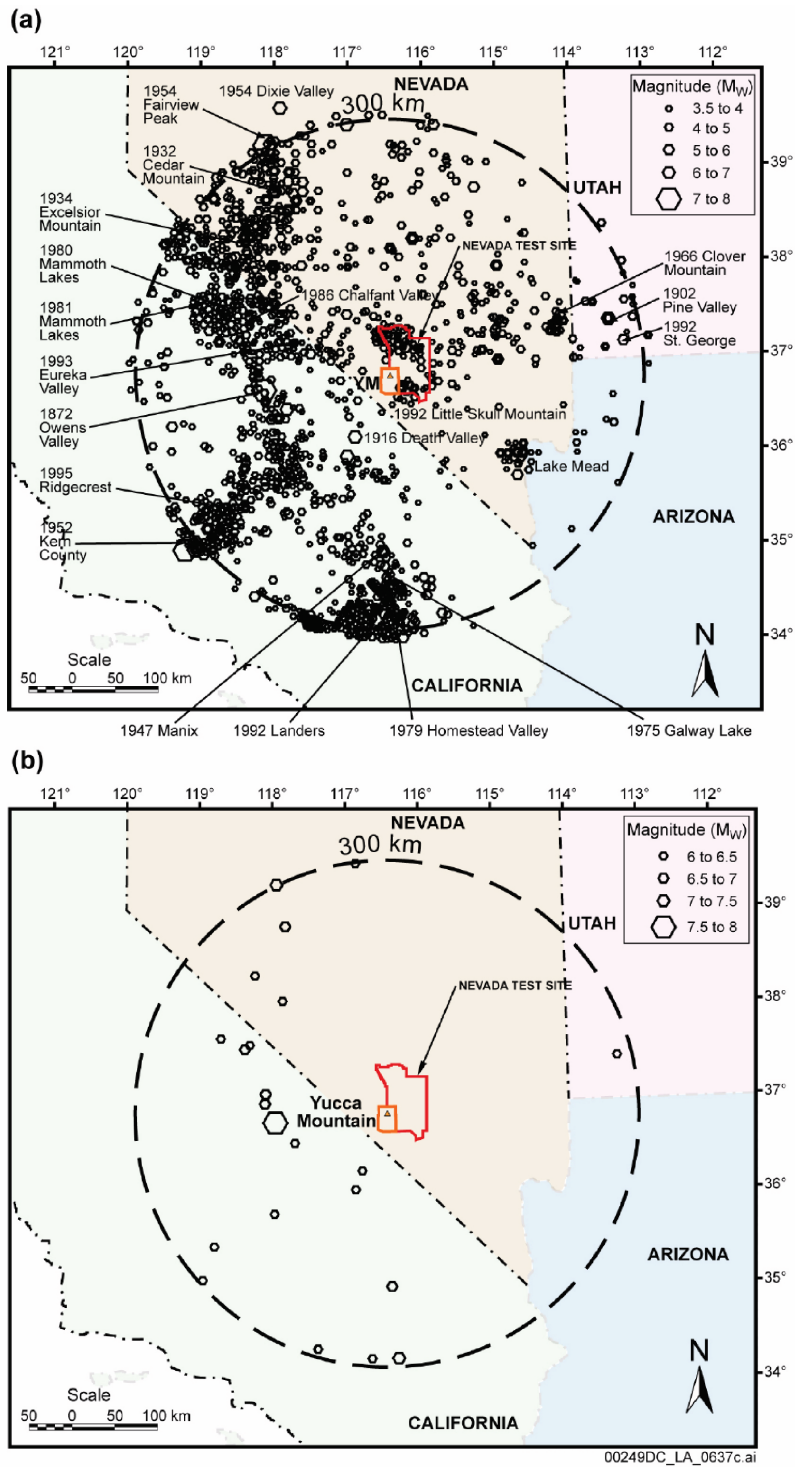 (a)
121° 120° 119° 118° 117° 116° 115° 114° 113° 112°
NEVADA
300 km
1954
Fairview
Peak
1954 Dixie Valley
1932
Cedar
Mountain
1934
Excelsior
Mountain
1980
Mammoth
Lakes
1981
Mammoth
Lakes
1986 Chalfant Valley
1993
Eureka
Valley
1872
Owens
Valley
1995
Ridgecrest
1952
Kern
County
Magnitude (MW)
3.5 to 4
4 to 5
5 to 6
6 to 7
7 to 8
UTAH
NEVADA TEST SITE
1966 Clover
Mountain
1902
Pine Valley
1992
St. George
YM
1992 Little Skull Mountain
1916 Death Valley
Lake Mead
ARIZONA
39°
38°
37°
36°
35°
34°
Scale
50 0 50 100 km
CALIFORNIA
N
1947 Manix 1992 Landers 1979 Homestead Valley 1975 Galway Lake
(b)
121° 120° 119° 118° 117° 116° 115° 114° 113° 112°
NEVADA
300 km
Magnitude (MW)
6 to 6.5
6.5 to 7
7 to 7.5
7.5 to 8
UTAH
NEVADA TEST SITE
Yucca
Mountain
ARIZONA
39°
38°
37°
36°
35°
34°
Scale
50 0 50 100 km
CALIFORNIA
N
00249DC_LA_0637c.ai